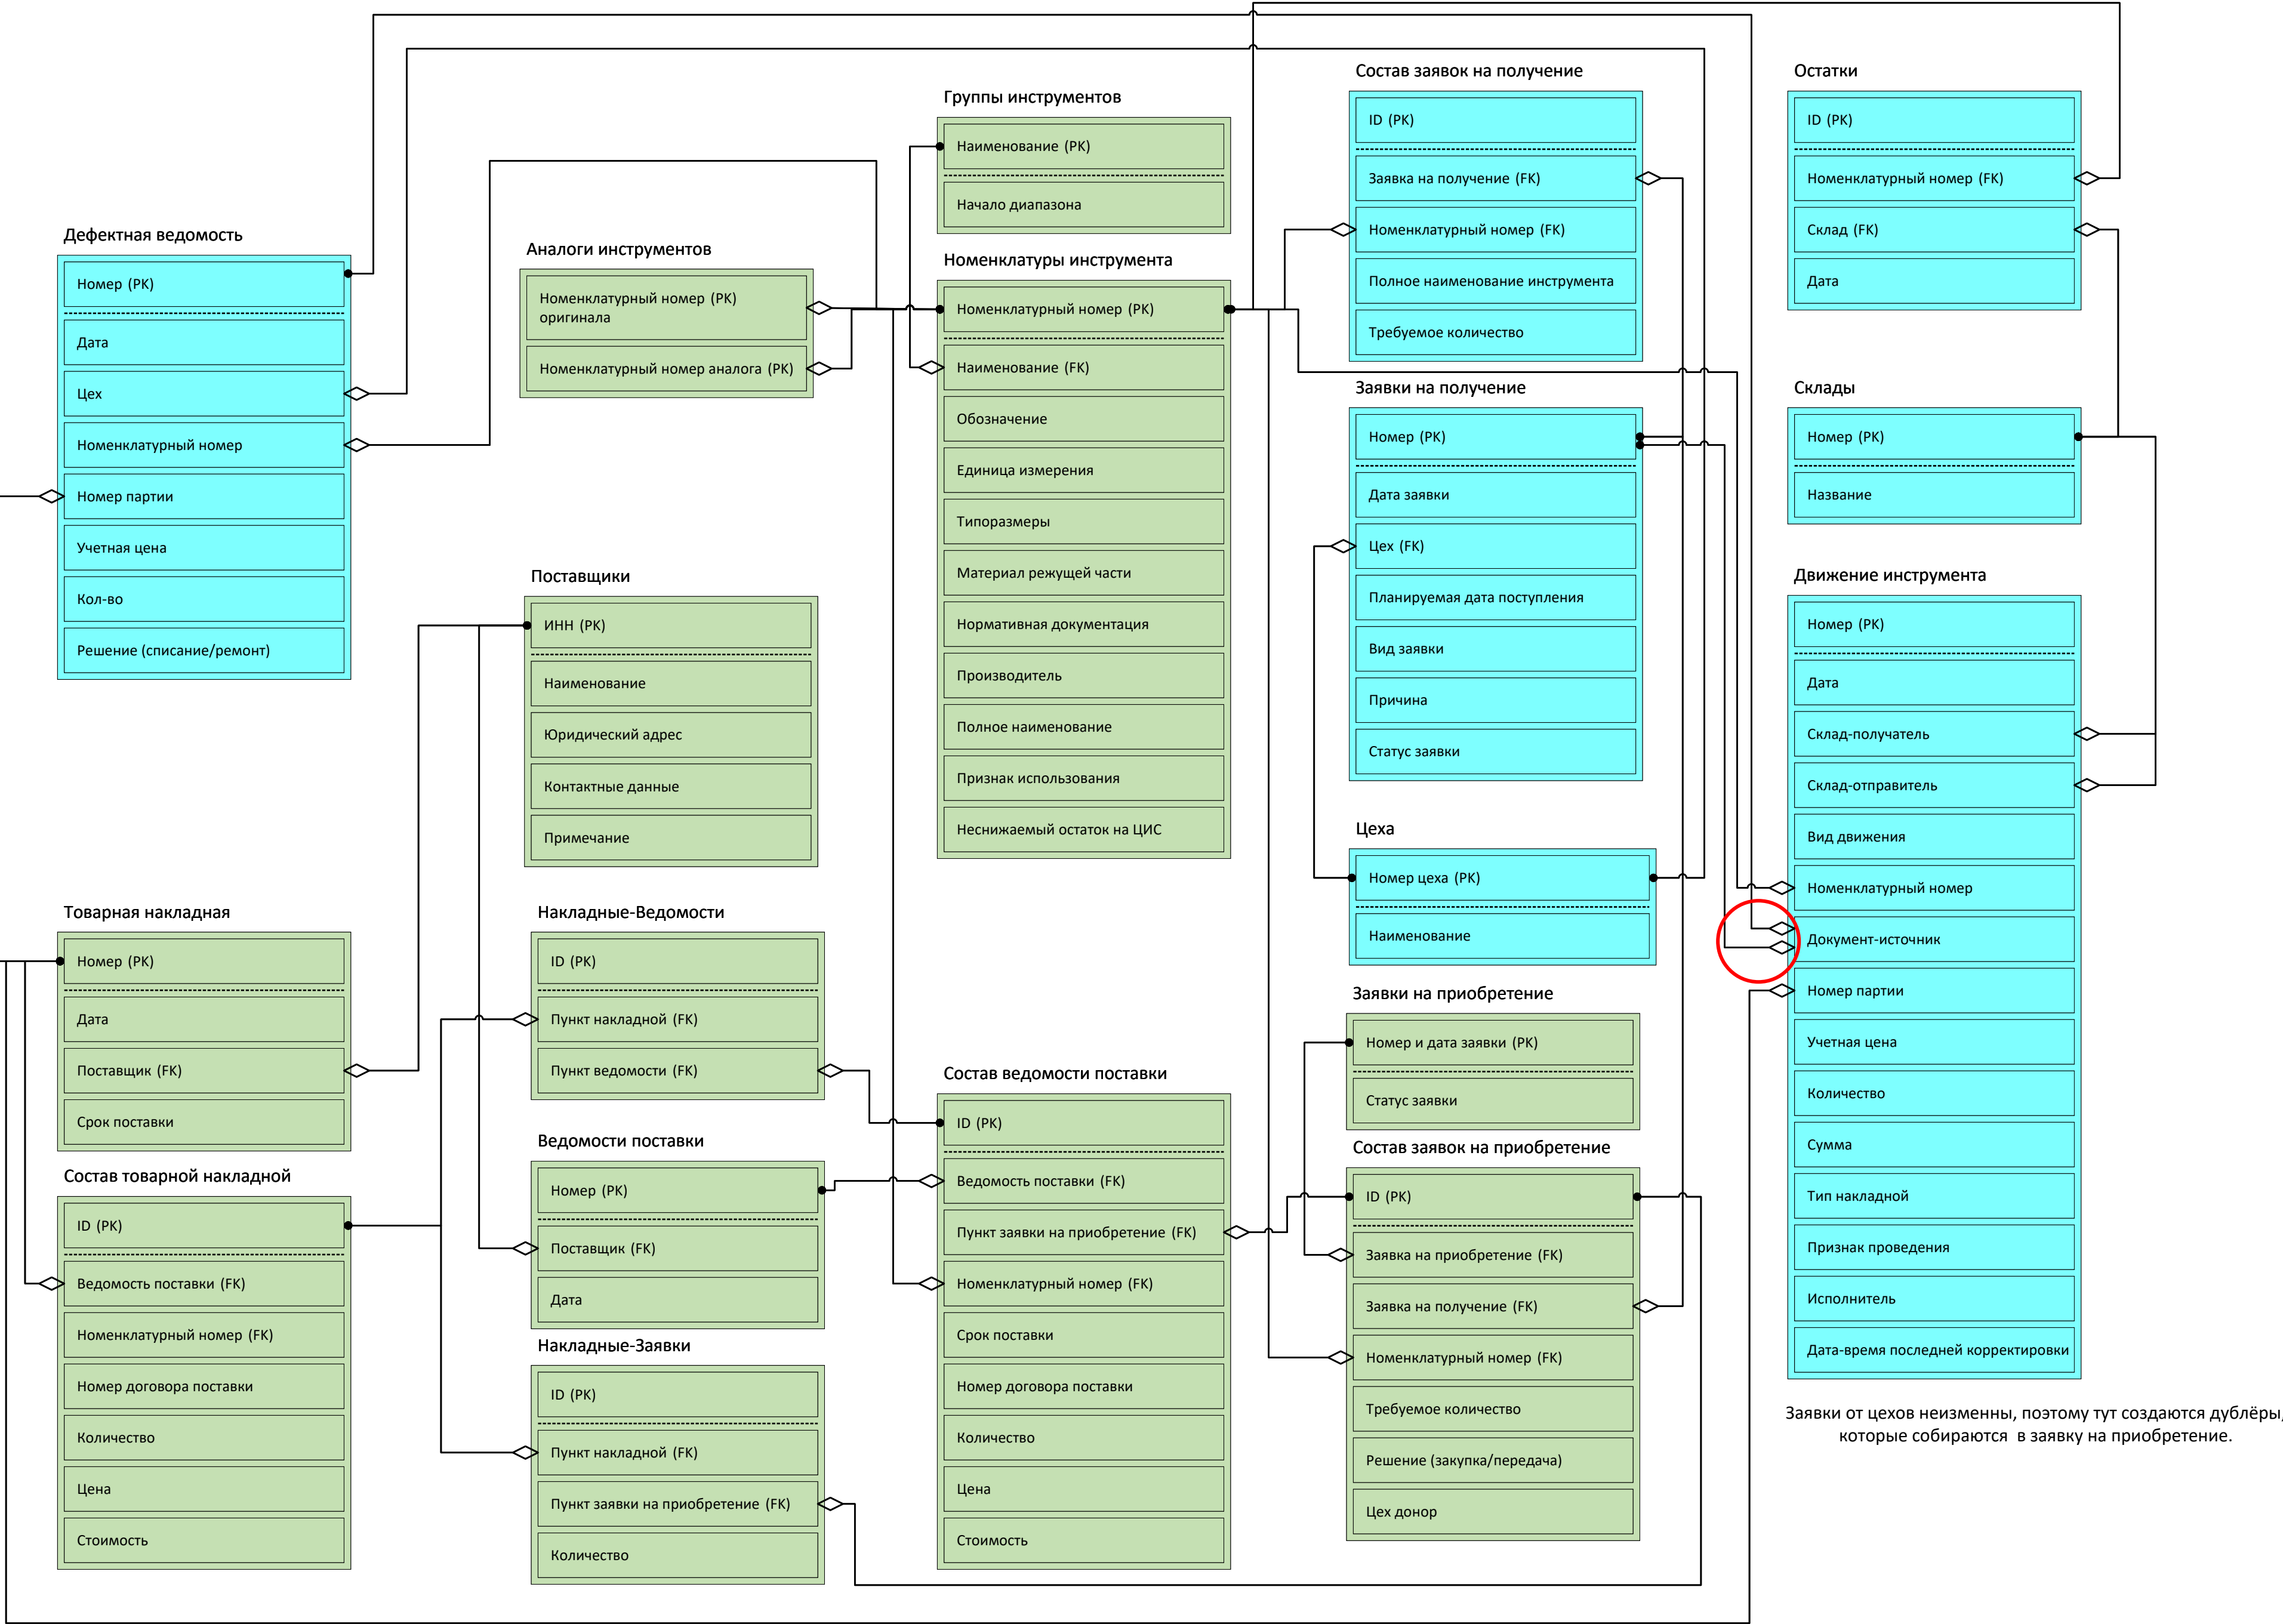 Дефектная ведомость
Номер (PK)
Дата
Цех
Номенклатурный номер
Номер партии
Учетная цена
Кол-во
Решение (списание/ремонт)
Товарная накладная
Номер (PK)
Дата
Поставщик (FK)
Срок поставки
Состав товарной накладной
ID (PK)
Ведомость поставки (FK)
Номенклатурный номер (FK)
Номер договора поставки
Количество
Цена
Стоимость
Аналоги инструментов
Номенклатурный номер (PK)
оригинала
Номенклатурный номер аналога (PK)
Поставщики
ИНН (PK)
Наименование
Юридический адрес
Контактные данные
Примечание
Накладные-Ведомости
ID (PK)
Пункт накладной (FK)
Пункт ведомости (FK)
Ведомости поставки
Номер (PK)
Поставщик (FK)
Дата
Накладные-Заявки
ID (PK)
Пункт накладной (FK)
Пункт заявки на приобретение (FK)
Количество
Группы инструментов
Наименование (PK)
Начало диапазона
Номенклатуры инструмента
Номенклатурный номер (PK)
Наименование (FK)
Обозначение
Единица измерения
Типоразмеры
Материал режущей части
Нормативная документация
Производитель
Полное наименование
Признак использования
Неснижаемый остаток на ЦИС
Состав ведомости поставки
ID (PK)
Ведомость поставки (FK)
Пункт заявки на приобретение (FK)
Номенклатурный номер (FK)
Срок поставки
Номер договора поставки
Количество
Цена
Стоимость
Состав заявок на получение
ID (PK)
Заявка на получение (FK)
Номенклатурный номер (FK)
Полное наименование инструмента
Требуемое количество
Заявки на получение
Номер (PK)
Дата заявки
Цех (FK)
Планируемая дата поступления
Вид заявки
Причина
Статус заявки
Цеха
Номер цеха (PK)
Наименование
Заявки на приобретение
Номер и дата заявки (PK)
Статус заявки
Состав заявок на приобретение
ID (PK)
Заявка на приобретение (FK)
Заявка на получение (FK)
Номенклатурный номер (FK)
Требуемое количество
Решение (закупка/передача)
Цех донор
Остатки
ID (PK)
Номенклатурный номер (FK)
Склад (FK)
Дата
Склады
Номер (PK)
Название
Движение инструмента
Номер (PK)
Дата
Склад-получатель
Склад-отправитель
Вид движения
Номенклатурный номер
Документ-источник
Номер партии
Учетная цена
Количество
Сумма
Тип накладной
Признак проведения
Исполнитель
Дата-время последней корректировки
Заявки от цехов неизменны, поэтому тут создаются дублёры,
которые собираются в заявку на приобретение.